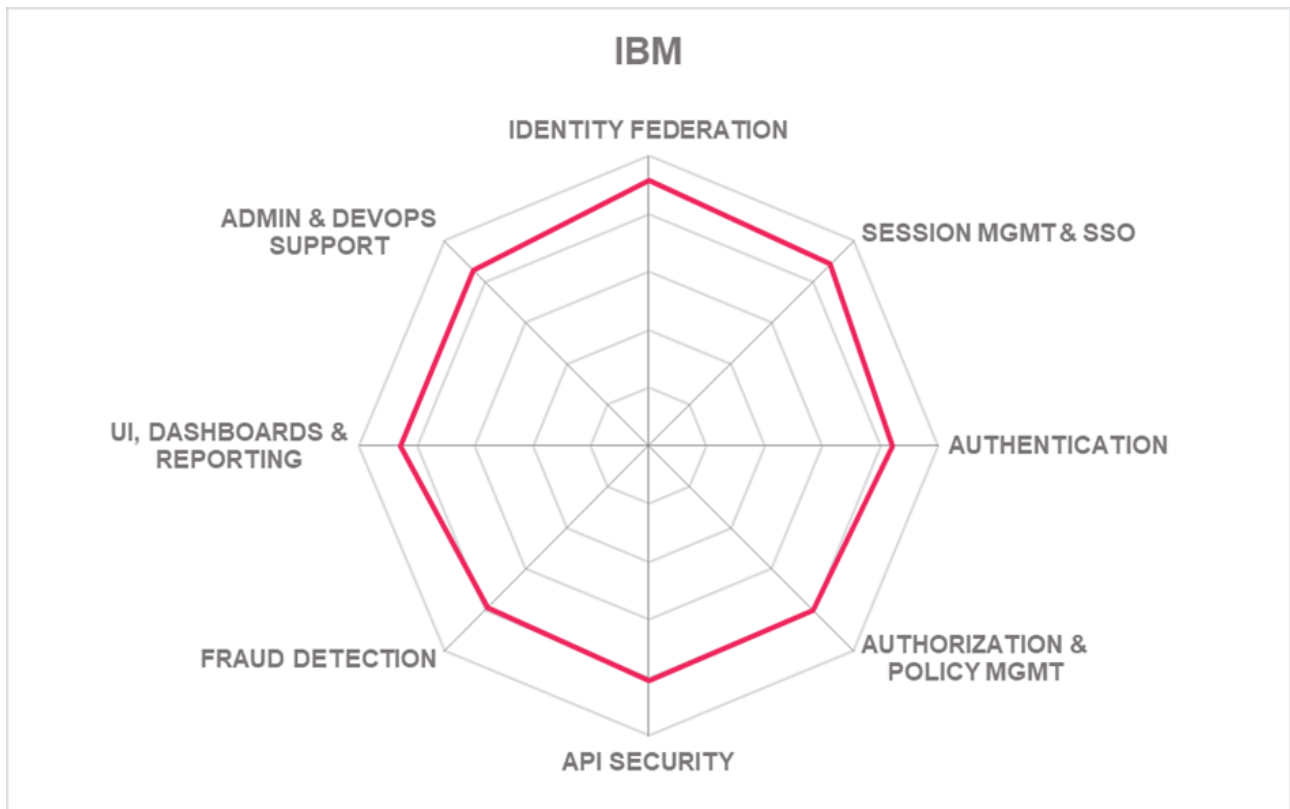 IBM
IDENTITY FEDERATION
ADMIN & DEVOPS
SUPPORT
SESSION MGMT & SSO
UI, DASHBOARDS &
REPORTING
AUTHENTICATION
FRAUD DETECTION
AUTHORIZATION &
POLICY MGMT
API SECURITY